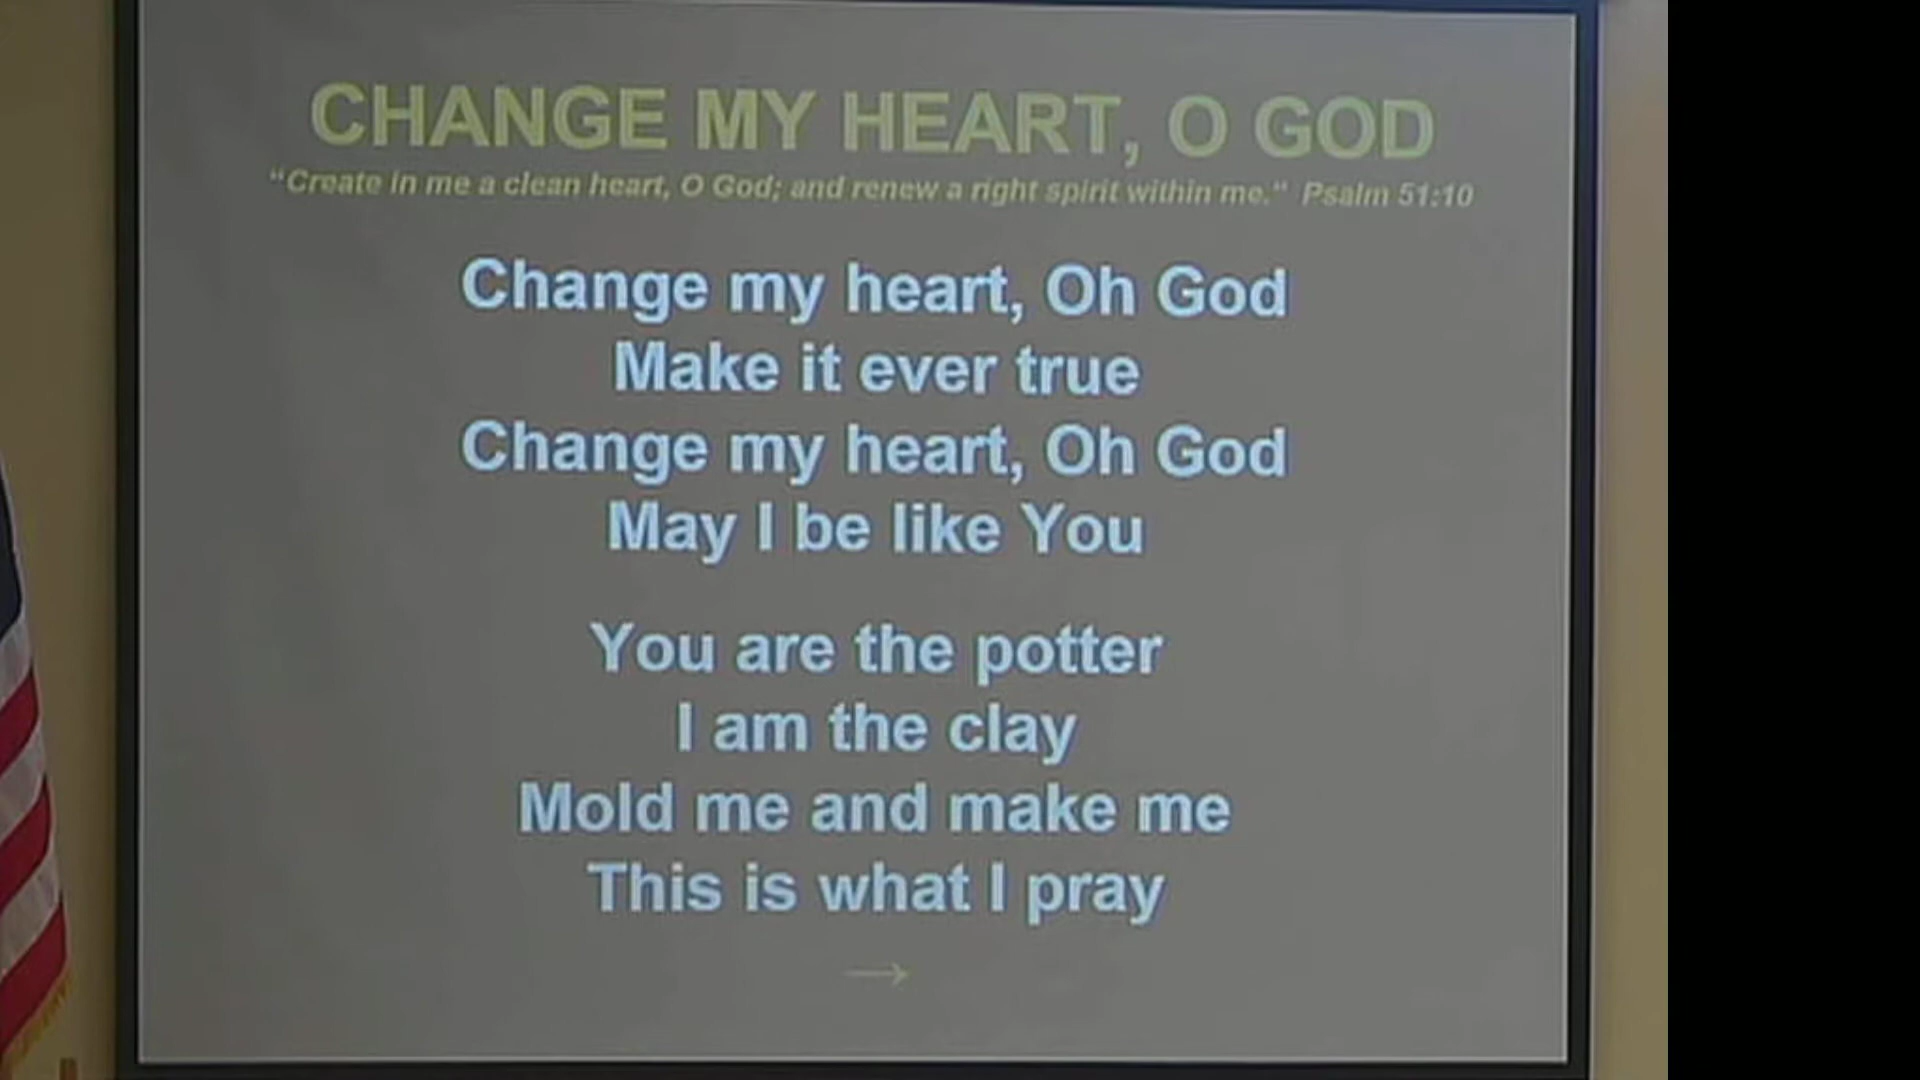 CHANGE MY HEART, O GOD
"Create in me a clean heart, O God; and renew a right spirit within me." Psalm 51:10
Change my heart, Oh God
Make it ever true
Change my heart, Oh God
May I be like You
You are the potter
I am the clay
Mold me and make me
This is what I pray
→